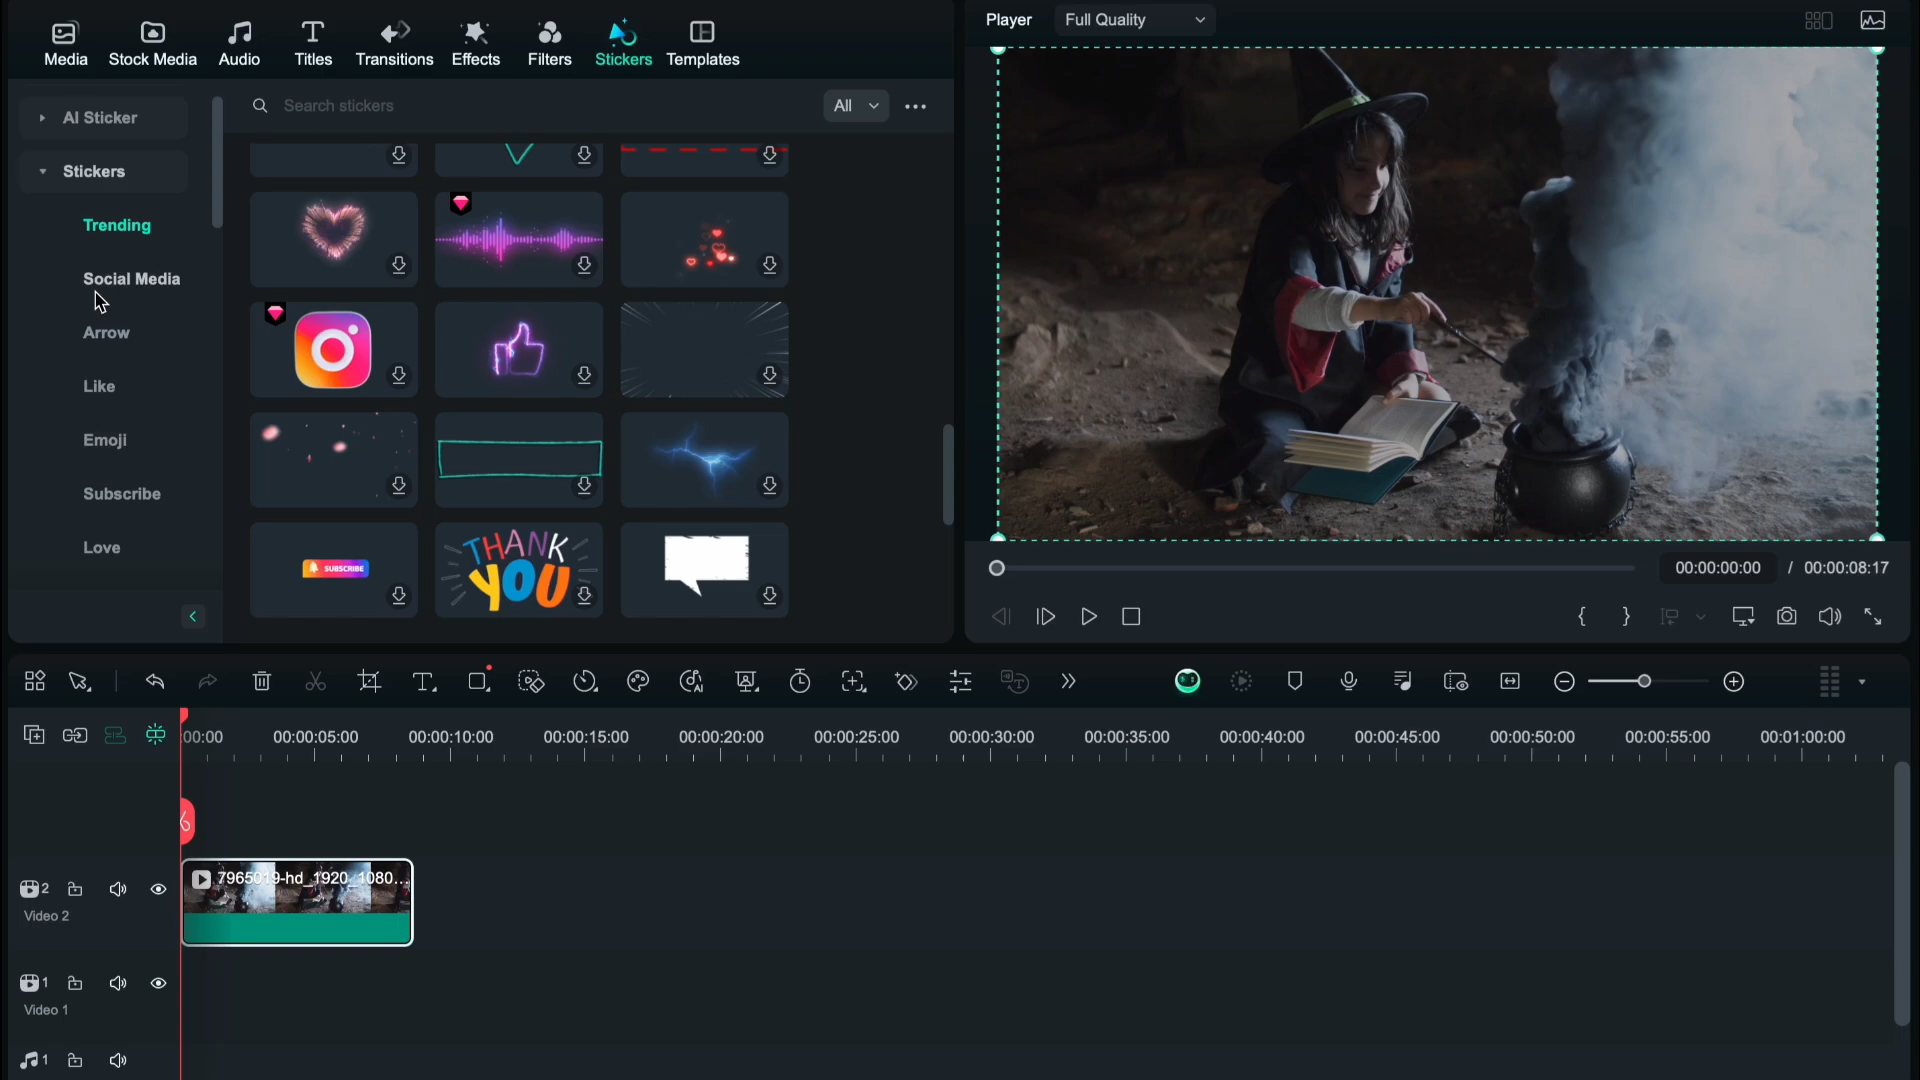 Media
Stock Media
Audio
Titles
Transitions
Effects
Filters
Stickers
Templates
Player
Full Quality
AI Sticker
Search stickers
All
Stickers
Trending
Social Media
Arrow
Like
Emoji
Subscribe
Love
SUBSCRIBE
THANK
YOU
00:00:00:00
/ 00:00:08:17
:00:00
00:00:05:00
00:00:10:00
00:00:15:00
00:00:20:00
00:00:25:00
00:00:30:00
00:00:35:00
00:00:40:00
00:00:45:00
00:00:50:00
00:00:55:00
00:01:00:00
7965019-hd_1920_1080...
2
Video 2
1
Video 1
1